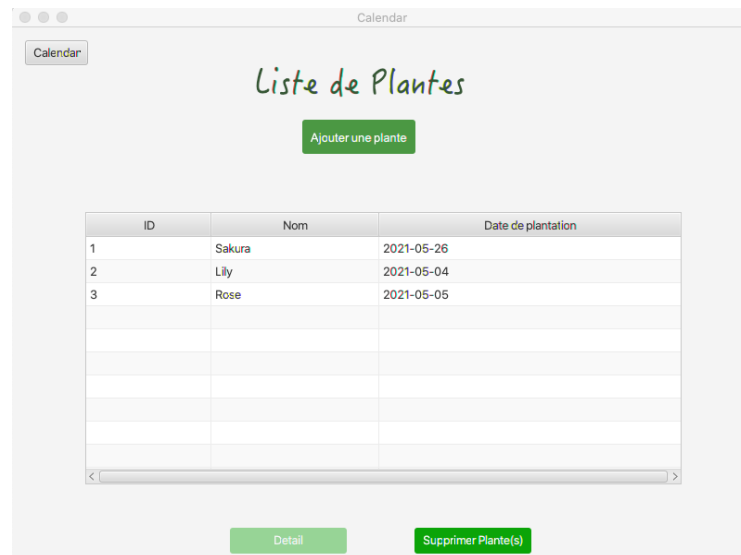 Calendar
Calendar
Liste de Plantes
Ajouter une plante
ID Nom Date de plantation
1 Sakura 2021-05-26
2 Lily 2021-05-04
3 Rose 2021-05-05
Detail Supprimer Plante(s)